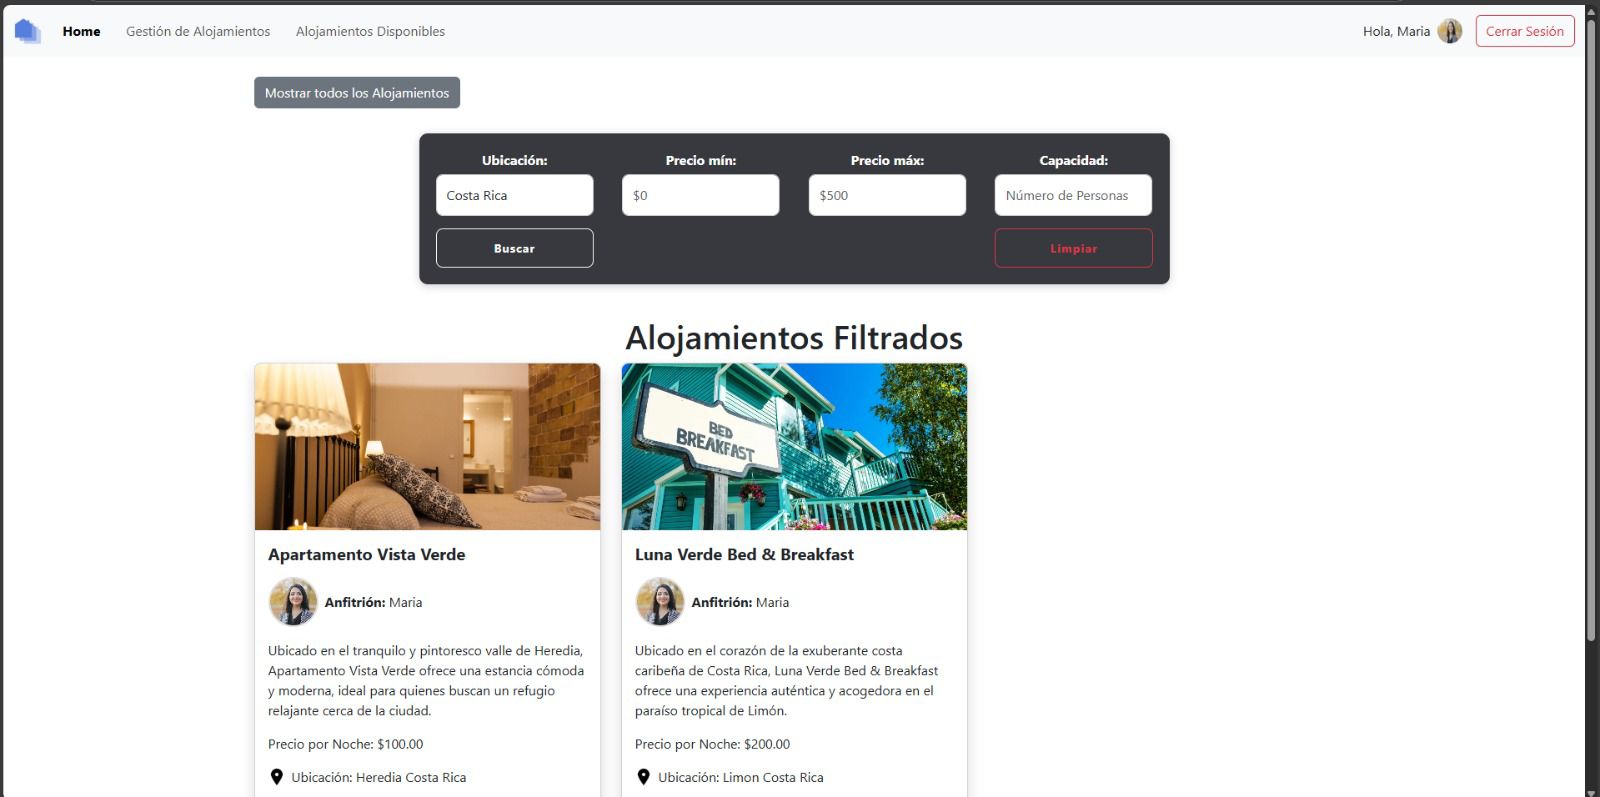 Home Gestión de Alojamientos Alojamientos Disponibles Hola, Maria Cerrar Sesión
Mostrar todos los Alojamientos
Ubicación: Precio mín: Precio máx: Capacidad:
Costa Rica $0 $500 Número de Personas
Buscar Limpiar
Alojamientos Filtrados
BED
BREAKFAST
Apartamento Vista Verde
Anfitrión: Maria
Ubicado en el tranquilo y pintoresco valle de Heredia,
Apartamento Vista Verde ofrece una estancia cómoda
y moderna, ideal para quienes buscan un refugio
relajante cerca de la ciudad.
Precio por Noche: $100.00
Ubicación: Heredia Costa Rica
Luna Verde Bed & Breakfast
Anfitrión: Maria
Ubicado en el corazón de la exuberante costa
caribeña de Costa Rica, Luna Verde Bed & Breakfast
ofrece una experiencia auténtica y acogedora en el
paraíso tropical de Limón.
Precio por Noche: $200.00
Ubicación: Limon Costa Rica